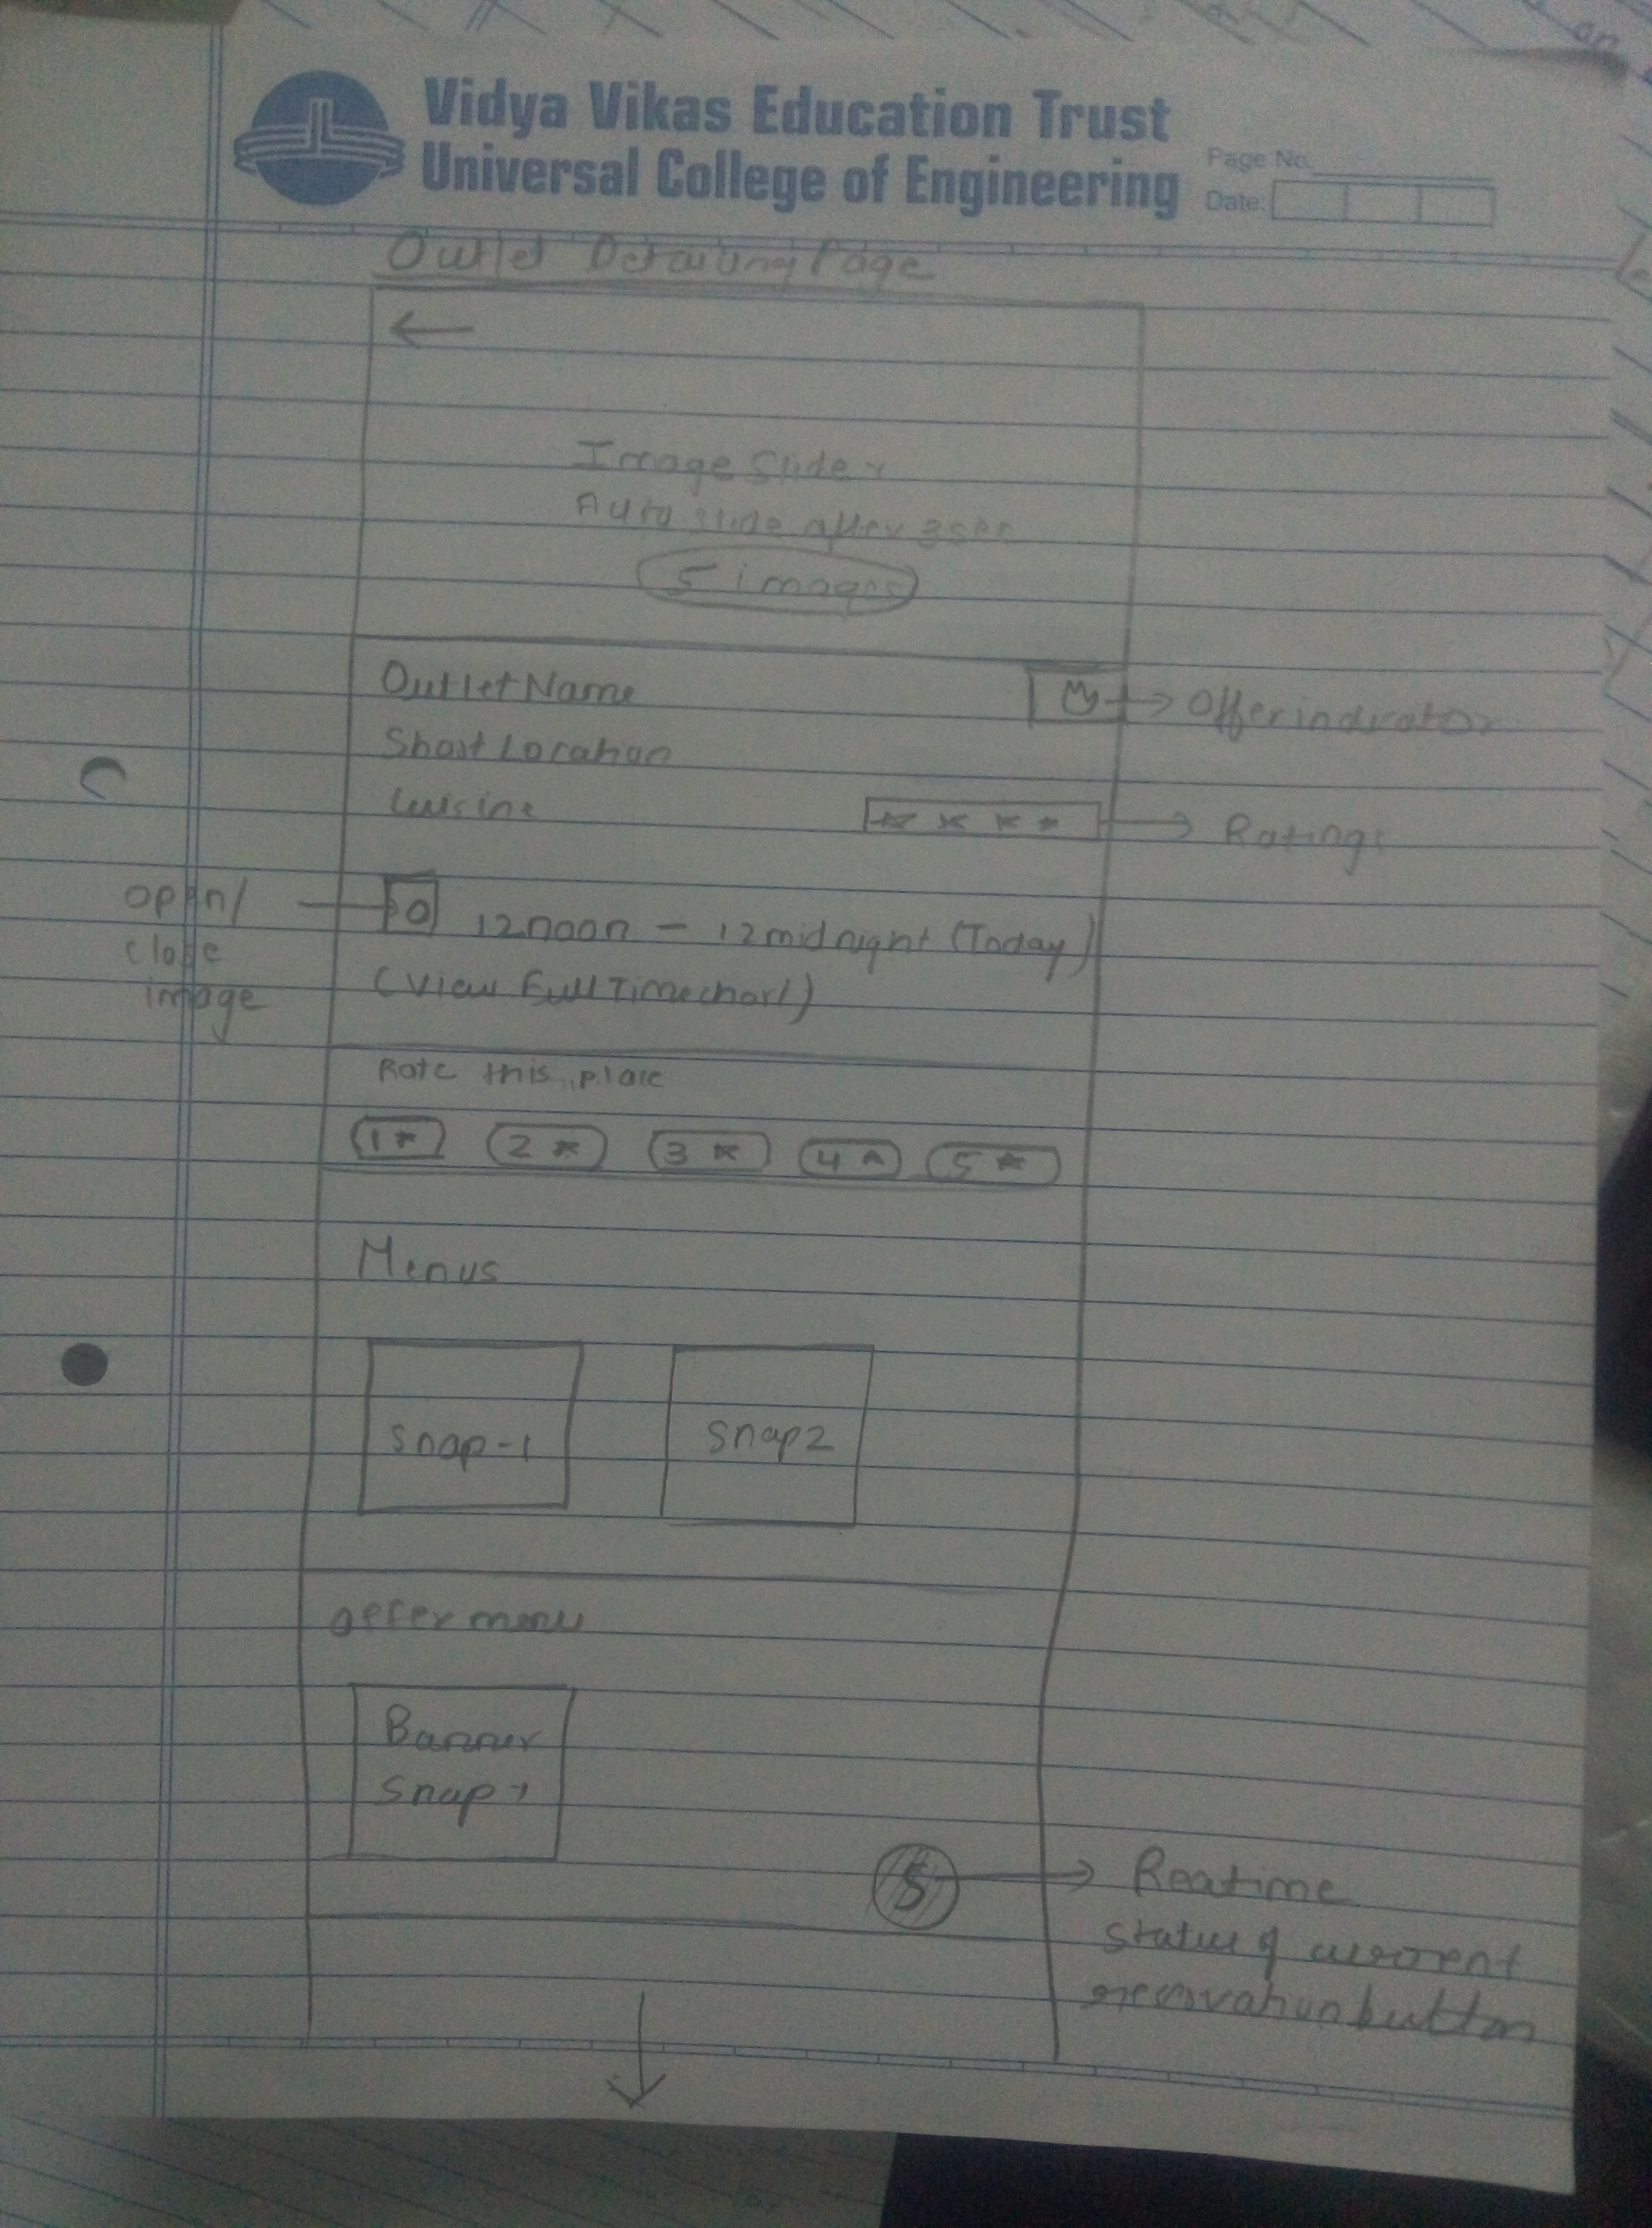 Vidya Vikas Education Trust
Universal College of Engineering
Page No.
Date:
Outlet Detailing Page
Image Slider
Auto slide after 3 sec
5 images
Outlet Name
Offer indicator
Short Location
Cuisine
Ratings
open/
close
image
12noon - 12midnight (Today)
(View Full Timechart)
Rate this place
1 2 3 4 5
Menus
Snap-1
Snap2
offer menu
Banner
Snap 1
S
Reatime
status of current
reservation button